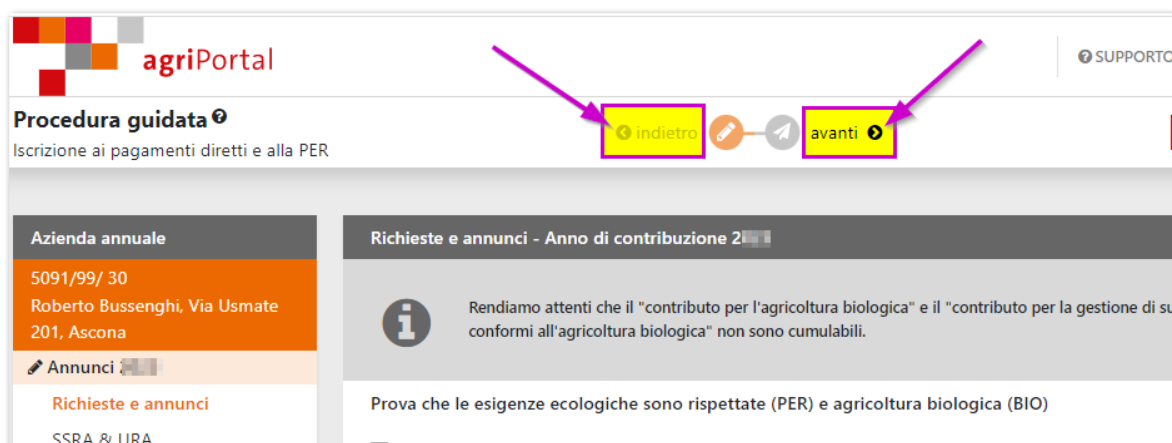 agriPortal
SUPPORTO
Procedura guidata
indietro
avanti
Iscrizione ai pagamenti diretti e alla PER
Azienda annuale
5091/99/ 30
Roberto Bussenghi, Via Usmate
201, Ascona
Annunci
Richieste e annunci
SSRA & URA
Richieste e annunci - Anno di contribuzione 2
Rendiamo attenti che il "contributo per l'agricoltura biologica" e il "contributo per la gestione di su
conformi all'agricoltura biologica" non sono cumulabili.
Prova che le esigenze ecologiche sono rispettate (PER) e agricoltura biologica (BIO)